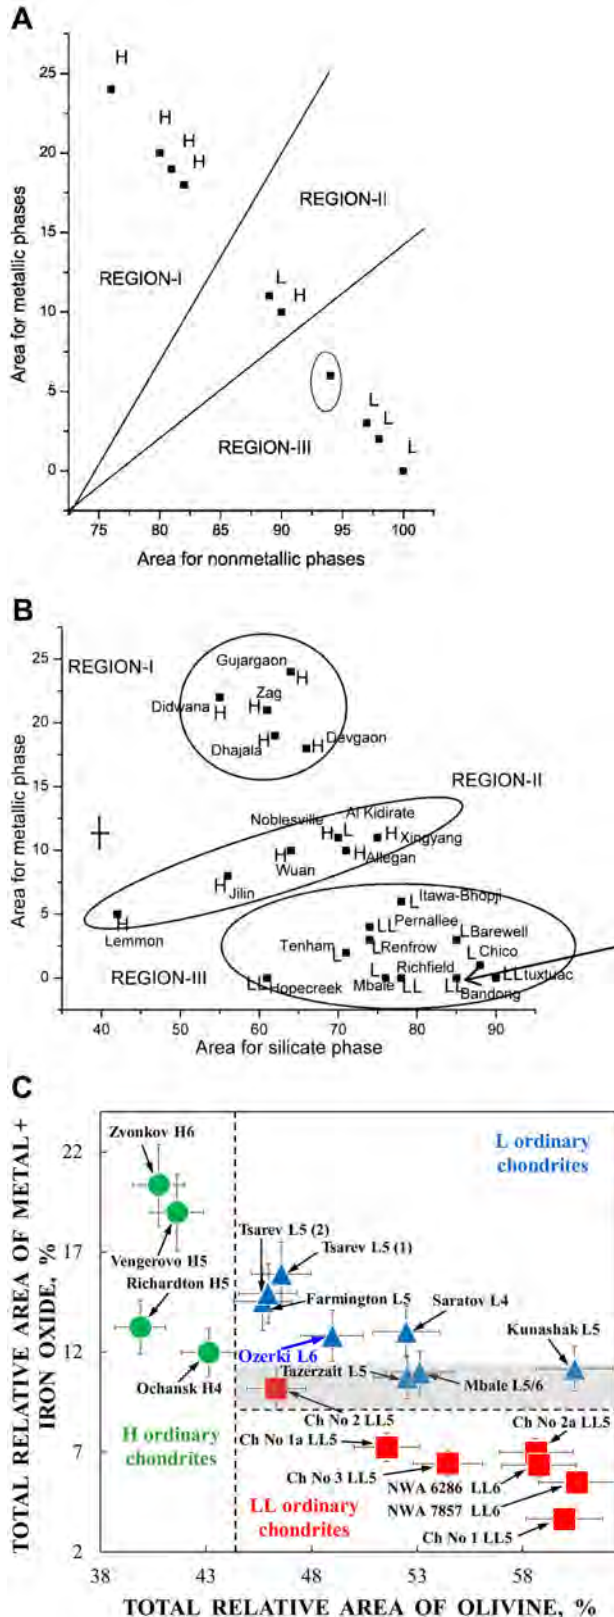 A
25
20
15
10
5
0
Area for metallic phases
H
H
H
H
REGION-II
REGION-I
L
H
L
L
L
REGION-III
75
80
85
90
95
100
Area for nonmetallic phases
B
25
20
15
10
5
0
Area for metallic phase
REGION-I
Gujargaon
H
Didwana
H
Zag
H
Dhajala
H
Devgaon
H
REGION-II
Noblesville
H
Al Kidirate
L
Xingyang
H
Wuan
H
Allegan
H
Jilin
H
Lemmon
H
Itawa-Bhopji
L
Pernallee
LL
Barewell
L
Tenham
L
Renfrow
L
Chico
L
REGION-III
Richfield
LL
tuxtuac
LL
Hopecreek
LL
Mbale
L
Bandong
LL
40
50
60
70
80
90
Area for silicate phase
C
TOTAL RELATIVE AREA OF METAL +
IRON OXIDE, %
22
17
12
7
2
Zvonkov H6
L ordinary
chondrites
Vengerovo H5
Tsarev L5 (2)
Tsarev L5 (1)
Richardton H5
Farmington L5
Saratov L4
Ozerki L6
Kunashak L5
Tazerzait L5
Ochansk H4
Mbale L5/6
Ch No 2 LL5
Ch No 2a LL5
H ordinary
chondrites
Ch No 1a LL5
Ch No 3 LL5
NWA 6286 LL6
LL ordinary
chondrites
NWA 7857 LL6
Ch No 1 LL5
38
43
48
53
58
TOTAL RELATIVE AREA OF OLIVINE, %